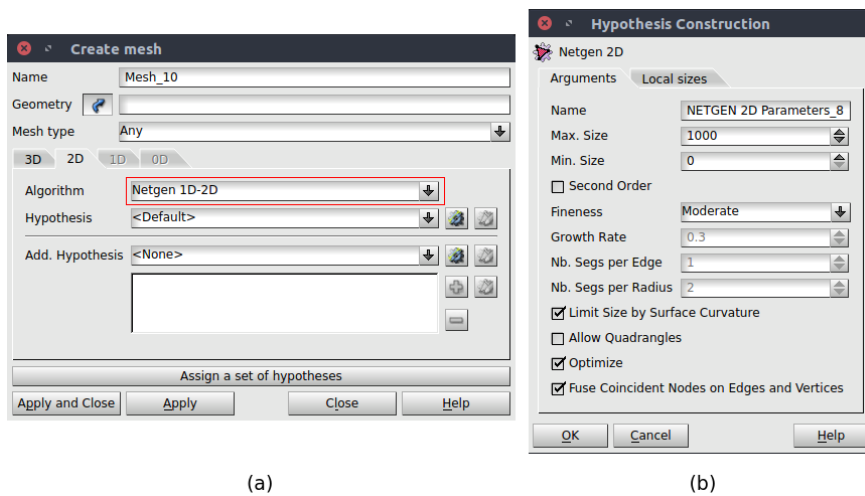 Create mesh
Name Mesh_10
Geometry
Mesh type Any
3D 2D 1D 0D
Algorithm Netgen 1D-2D
Hypothesis <Default>
Add. Hypothesis <None>
Assign a set of hypotheses
Apply and Close Apply Close Help
(a)
Hypothesis Construction
Netgen 2D
Arguments Local sizes
Name NETGEN 2D Parameters_8
Max. Size 1000
Min. Size 0
Second Order
Fineness Moderate
Growth Rate 0.3
Nb. Segs per Edge 1
Nb. Segs per Radius 2
Limit Size by Surface Curvature
Allow Quadrangles
Optimize
Fuse Coincident Nodes on Edges and Vertices
OK Cancel Help
(b)